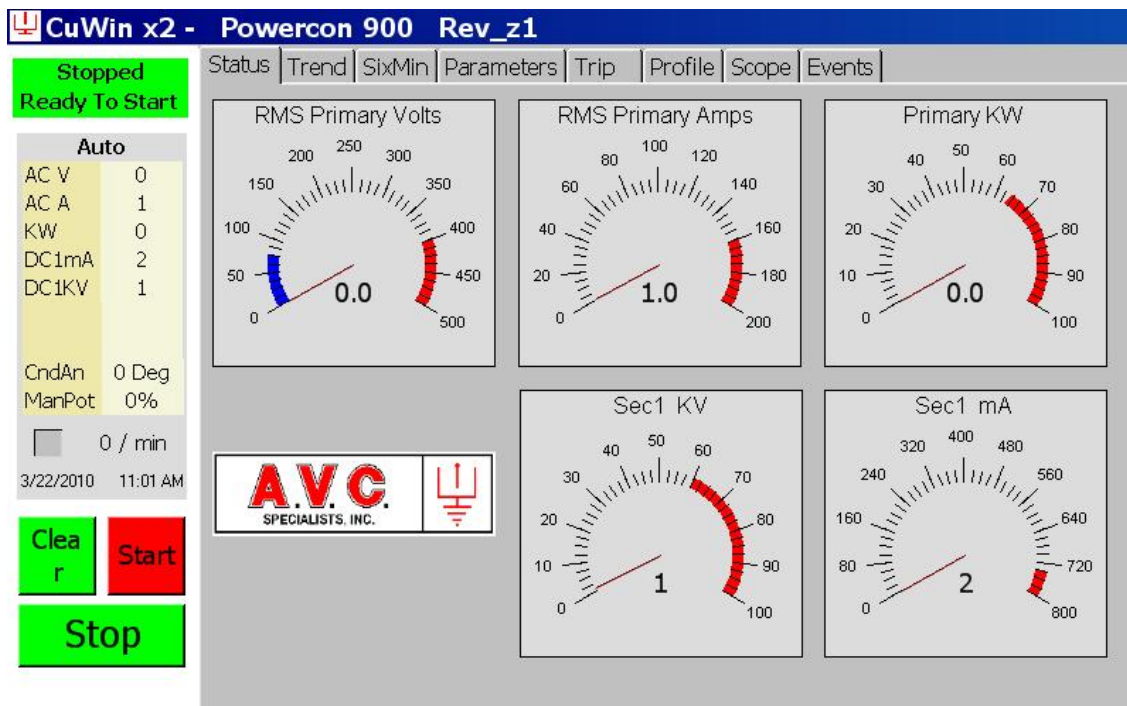 CuWin x2 - Powercon 900 Rev_z1
Stopped
Ready To Start
Auto
AC V 0
AC A 1
KW 0
DC1mA 2
DC1KV 1
CndAn 0 Deg
ManPot 0%
0 / min
3/22/2010 11:01 AM
Clea
r
Start
Stop
Status Trend SixMin Parameters Trip Profile Scope Events
RMS Primary Volts
0 50 100 150 200 250 300 350 400 450 500
0.0
RMS Primary Amps
0 20 40 60 80 100 120 140 160 180 200
1.0
Primary KW
0 10 20 30 40 50 60 70 80 90 100
0.0
A.V.C.
SPECIALISTS, INC.
Sec1 KV
0 10 20 30 40 50 60 70 80 90 100
1
Sec1 mA
0 80 160 240 320 400 480 560 640 720 800
2